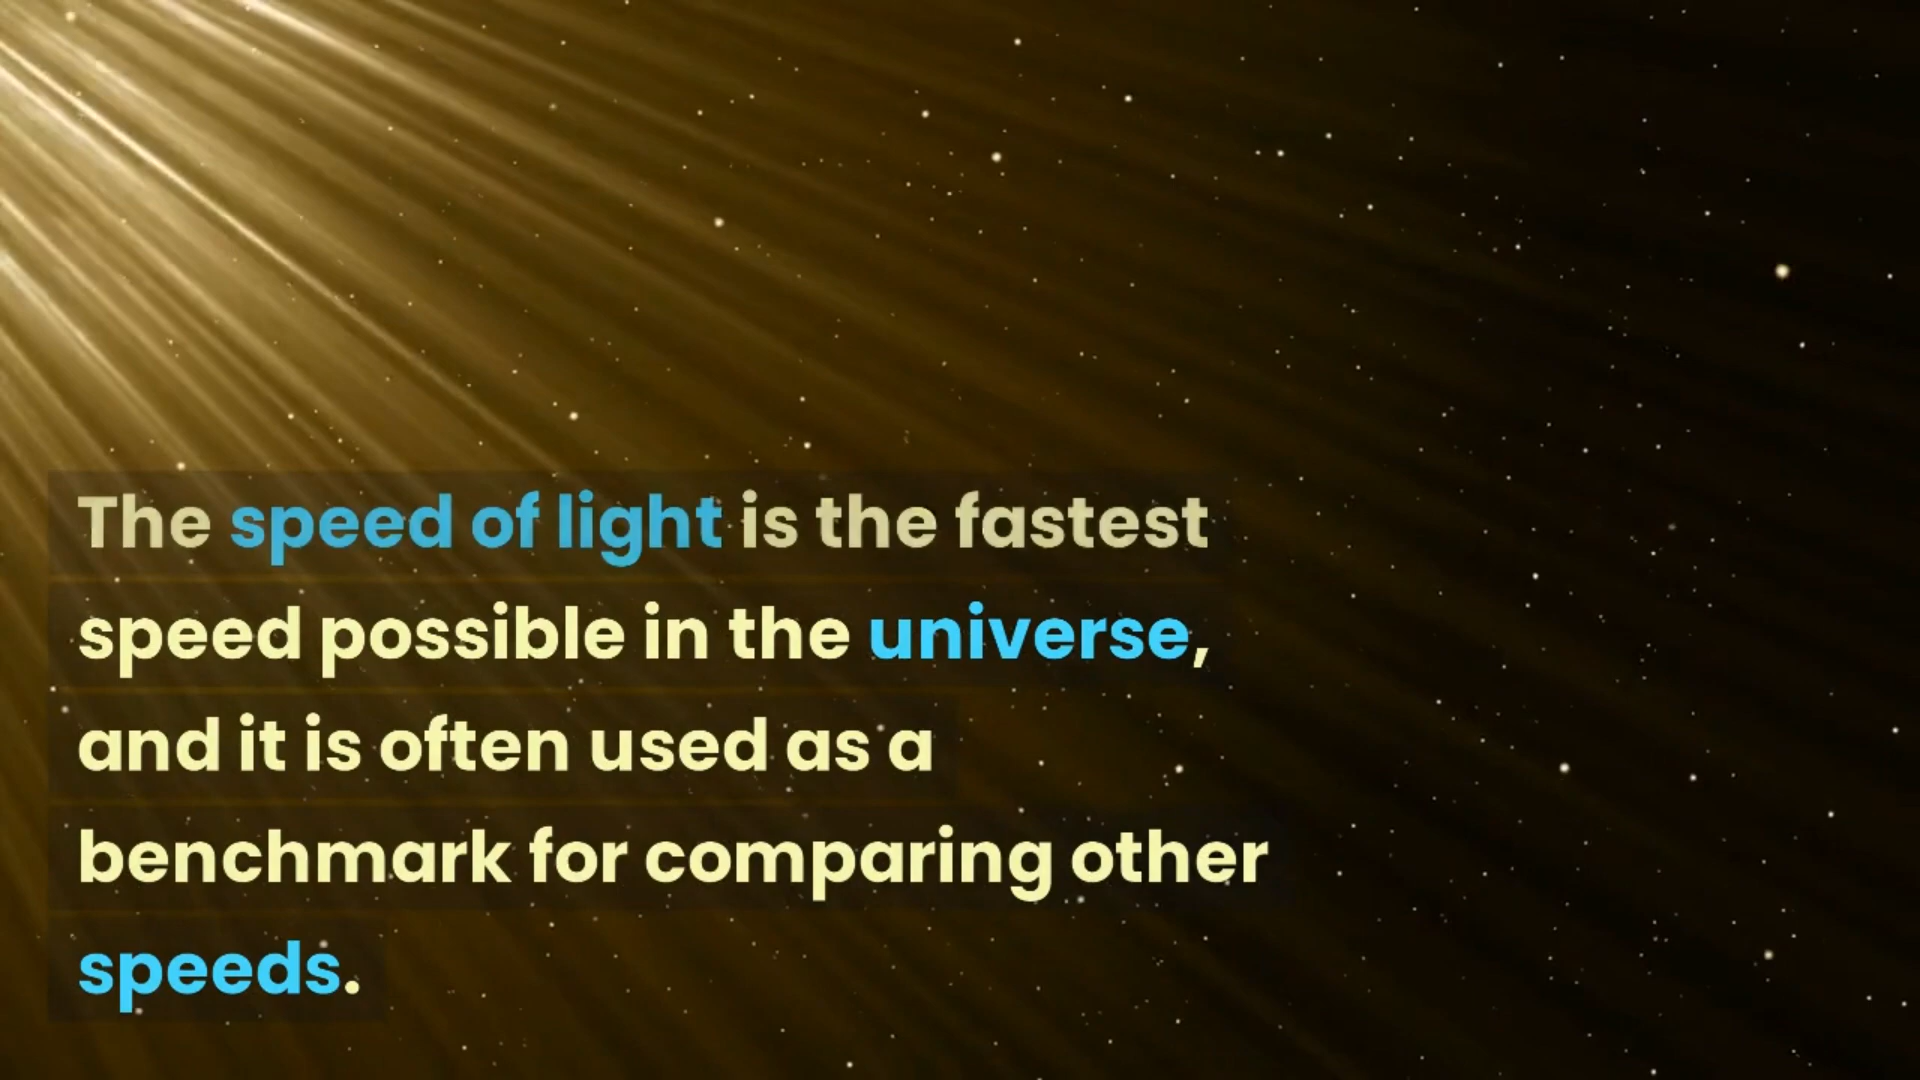 The speed of light is the fastest
speed possible in the universe,
and it is often used as a
benchmark for comparing other
speeds.